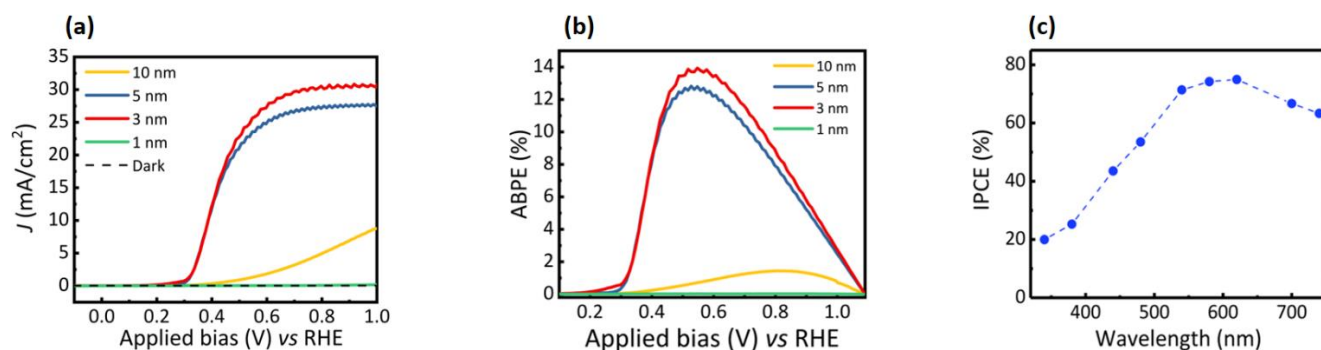 (a)
J (mA/cm²)
35
30
25
20
15
10
5
0
10 nm
5 nm
3 nm
1 nm
Dark
0.0 0.2 0.4 0.6 0.8 1.0
Applied bias (V) vs RHE
(b)
ABPE (%)
14
12
10
8
6
4
2
0
10 nm
5 nm
3 nm
1 nm
0.2 0.4 0.6 0.8 1.0
Applied bias (V) vs RHE
(c)
IPCE (%)
80
60
40
20
0
400 500 600 700
Wavelength (nm)